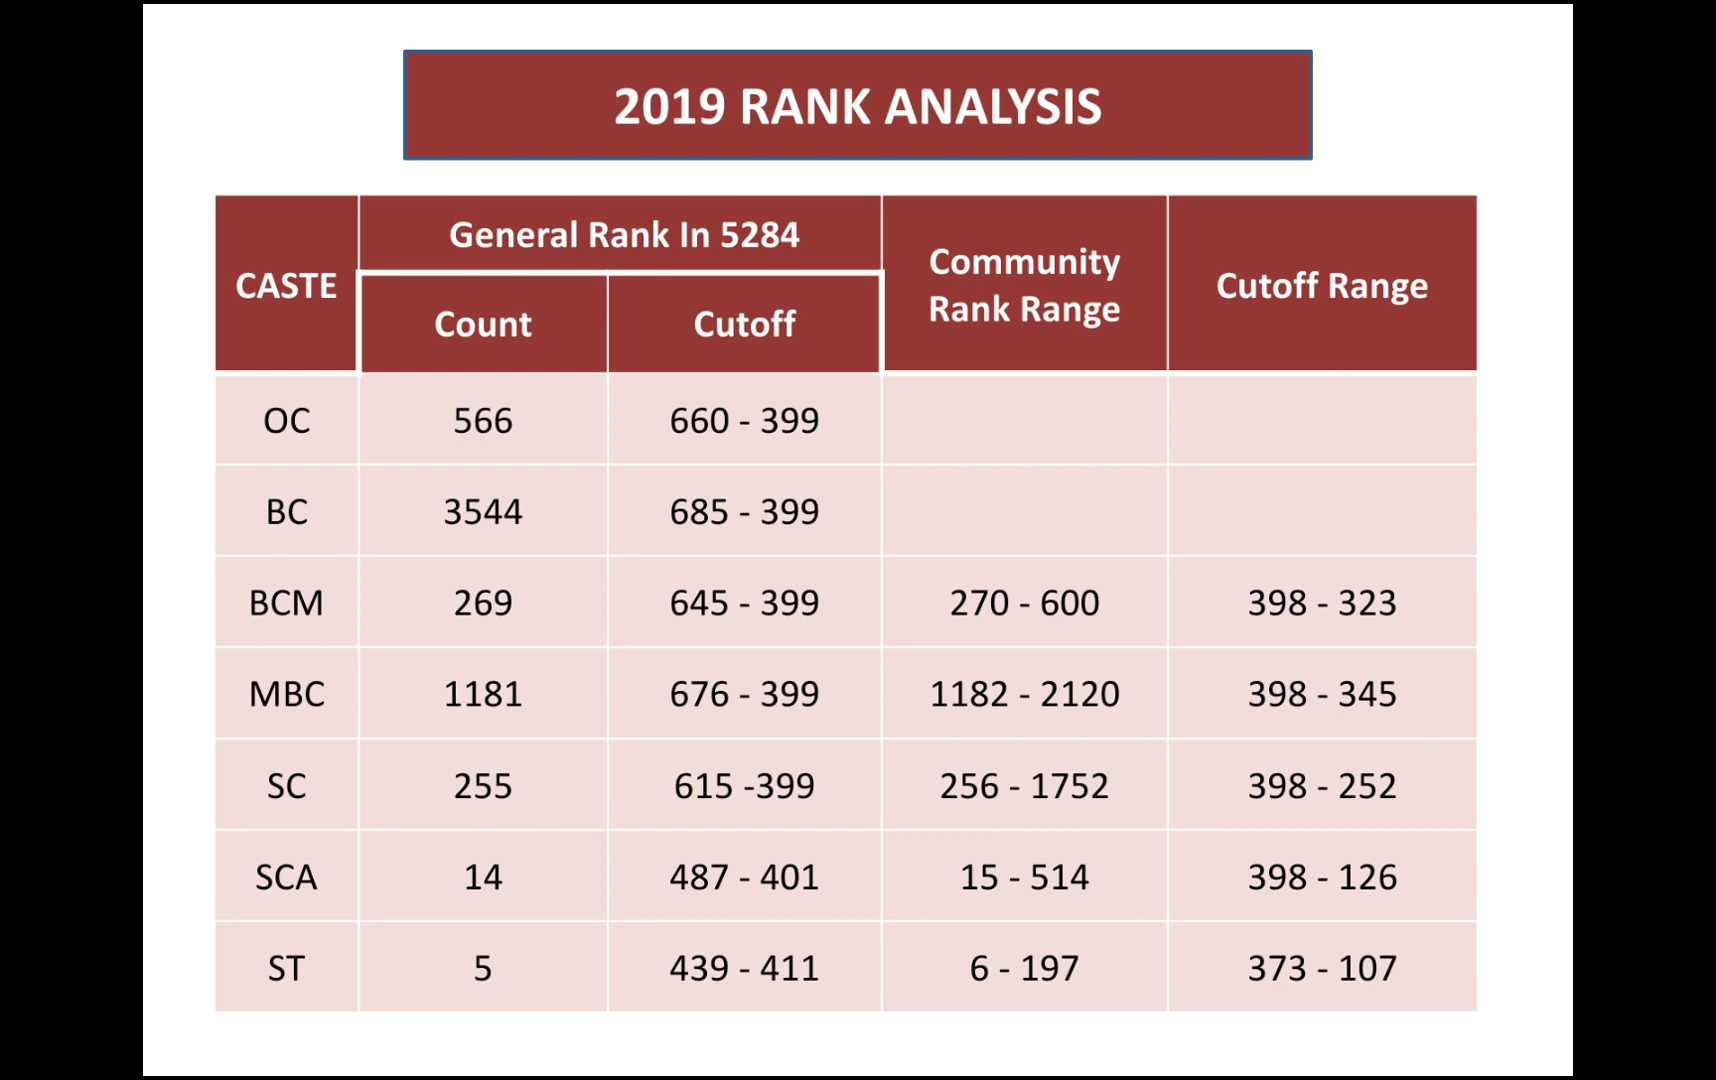 2019 RANK ANALYSIS
CASTE
General Rank In 5284
Count
Cutoff
Community
Rank Range
Cutoff Range
OC 566 660 - 399
BC 3544 685 - 399
BCM 269 645 - 399 270 - 600 398 - 323
MBC 1181 676 - 399 1182 - 2120 398 - 345
SC 255 615 -399 256 - 1752 398 - 252
SCA 14 487 - 401 15 - 514 398 - 126
ST 5 439 - 411 6 - 197 373 - 107